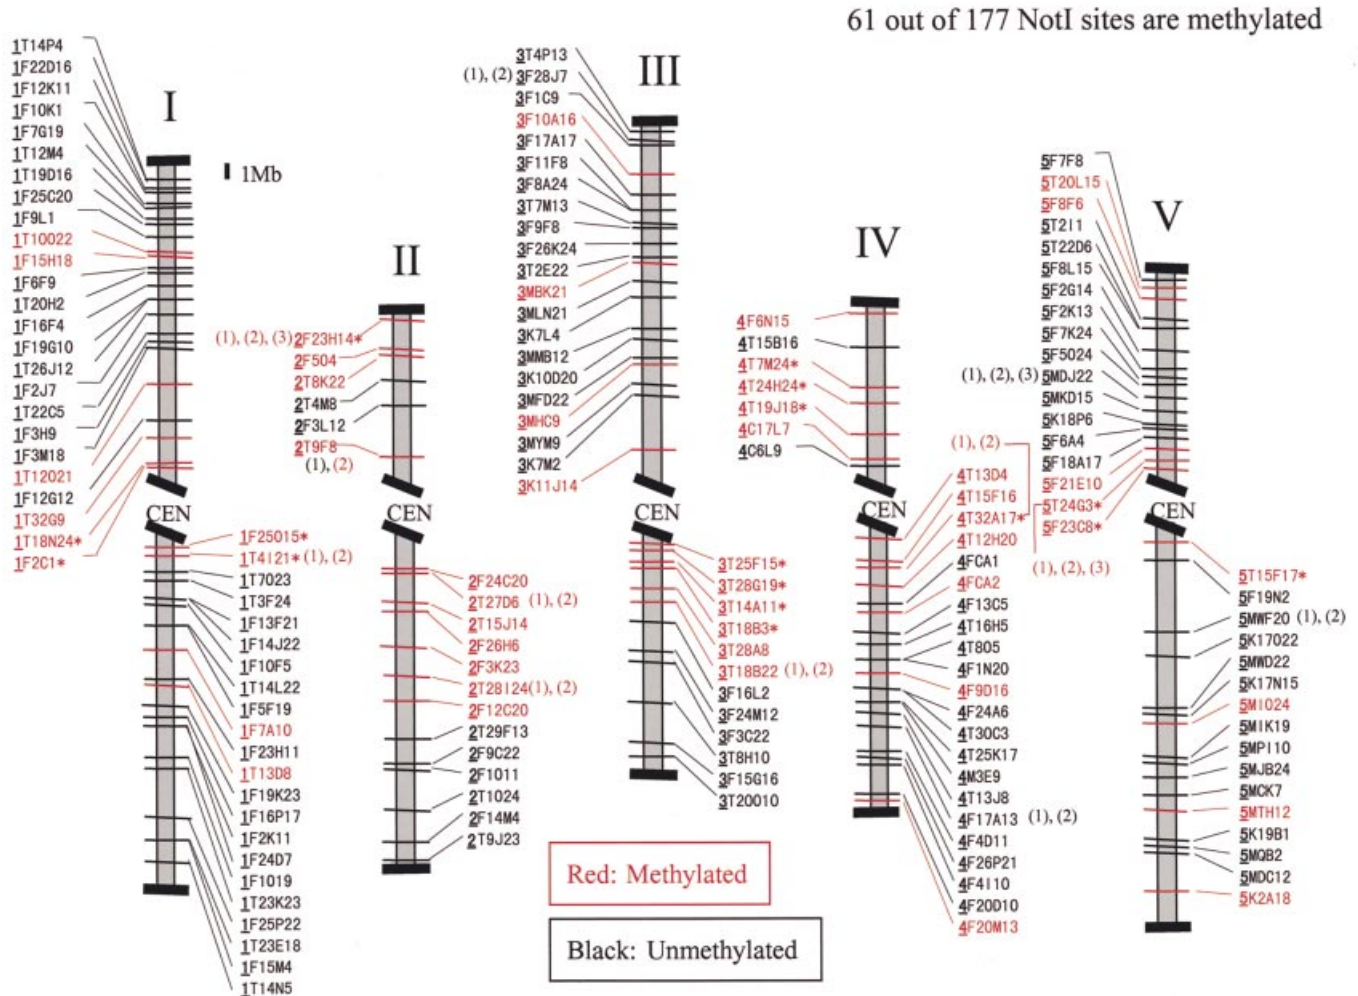 61 out of 177 NotI sites are methylated
I
1T14P4
1F22D16
1F12K11
1F10K1
1F7G19
1T12M4
1T19D16
1F25C20
1F9L1
1T10O22
1F15H18
1F6F9
1T20H2
1F16F4
1F19G10
1T26J12
1F2J7
1T22C5
1F3H9
1F3M18
1T12O21
1F12G12
1T32G9
1T18N24*
1F2C1*
1Mb
CEN
1F25O15*
1T4I21* (1), (2)
1T7O23
1T3F24
1F13F21
1F14J22
1F10F5
1T14L22
1F5F19
1F7A10
1F23H11
1T13D8
1F19K23
1F16P17
1F2K11
1F24D7
1F1O19
1T23K23
1F25P22
1T23E18
1F15M4
1T14N5
II
(1), (2), (3) 2F23H14*
2F5O4
2T8K22
2T4M8
2F3L12
2T9F8
(1), (2)
CEN
2F24C20
2T27D6 (1), (2)
2T15J14
2F26H6
2F3K23
2T28I24 (1), (2)
2F12C20
2T29F13
2F9C22
2F1O11
2T1O24
2F14M4
2T9J23
III
3T4P13
(1), (2) 3F28J7
3F1C9
3F10A16
3F17A17
3F11F8
3F8A24
3T7M13
3F9F8
3F26K24
3T2E22
3MBK21
3MLN21
3K7L4
3MMB12
3K10D20
3MFD22
3MHC9
3MYM9
3K7M2
3K11J14
CEN
3T25F15*
3T28G19*
3T14A11*
3T18B3*
3T28A8
3T18B22 (1), (2)
3F16L2
3F24M12
3F3C22
3T8H10
3F15G16
3T20O10
IV
4F6N15
4T15B16
4T7M24*
4T24H24*
4T19J18*
4C17L7
4C6L9
(1), (2)
CEN
4T13D4
4T15F16
4T32A17*
4T12H20
4FCA1
4FCA2
4F13C5
4T16H5
4T8O5
4F1N20
4F9D16
4F24A6
4T30C3
4T25K17
4M3E9
4T13J8
4F17A13 (1), (2)
4F4D11
4F26P21
4F4I10
4F20D10
4F20M13
V
5F7F8
5T20L15
5F8F6
5T2I1
5T22D6
5F8L15
5F2G14
5F2K13
5F7K24
5F5O24
(1), (2), (3) 5MDJ22
5MKD15
5K18P6
5F6A4
5F18A17
5F21E10
5T24G3*
5F23C8*
(1), (2), (3)
CEN
5T15F17*
5F19N2
5MWF20 (1), (2)
5K17O22
5MWD22
5K17N15
5MIO24
5MIK19
5MPI10
5MJB24
5MCK7
5MTH12
5K19B1
5MQB2
5MDC12
5K2A18
Red: Methylated
Black: Unmethylated